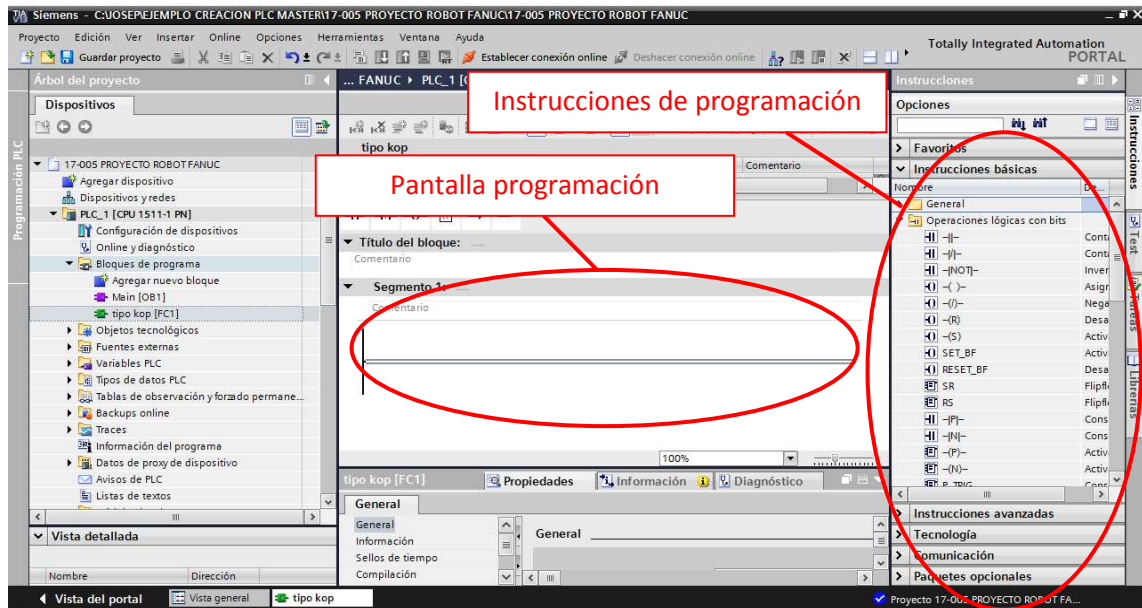 Siemens - C:\JOSEP\EJEMPLO CREACION PLC MASTER\17-005 PROYECTO ROBOT FANUC\17-005 PROYECTO ROBOT FANUC
Proyecto Edición Ver Insertar Online Opciones Herramientas Ventana Ayuda
Totally Integrated Automation
PORTAL
Guardar proyecto
Establecer conexión online
Deshacer conexión online
Árbol del proyecto
Dispositivos
Programación PLC
17-005 PROYECTO ROBOT FANUC
Agregar dispositivo
Dispositivos y redes
PLC_1 [CPU 1511-1 PN]
Configuración de dispositivos
Online y diagnóstico
Bloques de programa
Agregar nuevo bloque
Main [OB1]
tipo kop [FC1]
Objetos tecnológicos
Fuentes externas
Variables PLC
Tipos de datos PLC
Tablas de observación y forzado permane...
Backups online
Traces
Información del programa
Datos de proxy de dispositivo
Avisos de PLC
Listas de textos
Vista detallada
Nombre Dirección
... FANUC PLC_1
Instrucciones de programación
tipo kop
Comentario
Pantalla programación
Título del bloque: .....
Comentario
Segmento 1: .....
Comentario
100%
tipo kop [FC1]
Propiedades
Información
Diagnóstico
General
General
Información
Sellos de tiempo
Compilación
General
Instrucciones
Opciones
Favoritos
Instrucciones básicas
Nombre De...
General
Operaciones lógicas con bits
-||- Conta
-|/|- Conta
-|NOT|- Inver
-( )- Asign
-(/)- Nega
-(R) Desa
-(S) Activ
SET_BF Activ
RESET_BF Desa
SR Flipfl
RS Flipfl
-|P|- Cons
-|N|- Cons
-(P)- Activ
-(N)- Activ
P_TRIG Cons
Instrucciones avanzadas
Tecnología
Comunicación
Paquetes opcionales
Instrucciones
Test
Tareas
Librerías
Vista del portal
Vista general
tipo kop
Proyecto 17-005 PROYECTO ROBOT FA...